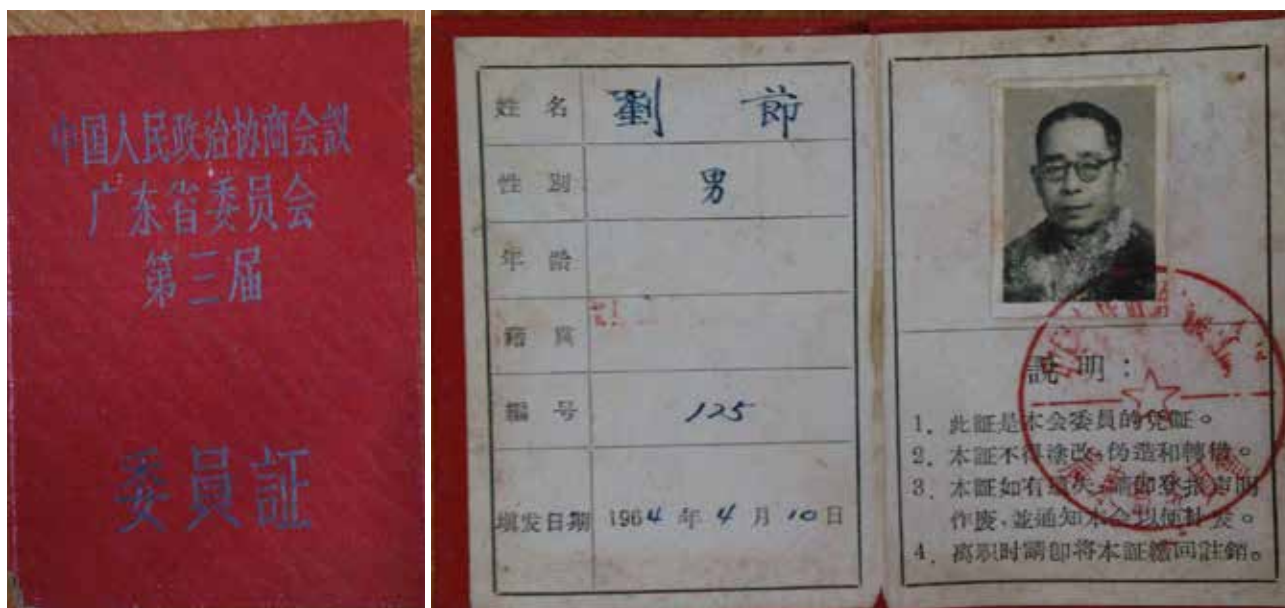 中国人民政治协商会議
广东省委员会
第三届
委員証
姓名 劉節
性別 男
年齡
籍貫
編号 125
填发日期 1964年4月10日
説明：
1. 此証是本会委員的凭証。
2. 本証不得塗改、伪造和轉借。
3. 本証如有遺失，請即登报声明
作废，並通知本会以便补发。
4. 离职时請即将本証繳回註銷。